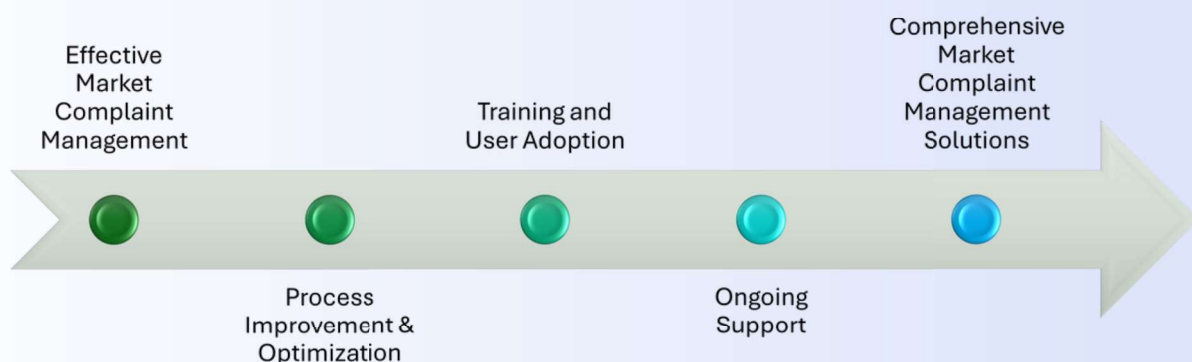 Effective
Market
Complaint
Management
Process
Improvement &
Optimization
Training and
User Adoption
Ongoing
Support
Comprehensive
Market
Complaint
Management
Solutions